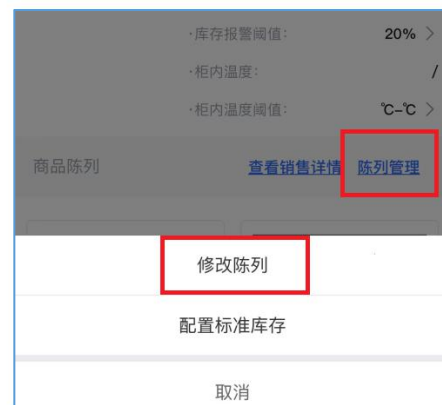 ·库存报警阈值: 20% >
·柜内温度: /
·柜内温度阈值: ℃-℃ >
商品陈列 查看销售详情 陈列管理
修改陈列
配置标准库存
取消